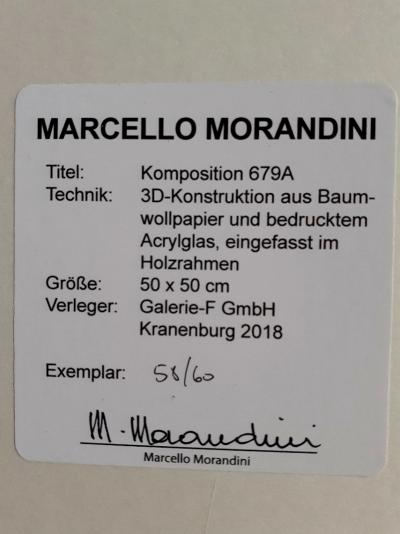 MARCELLO MORANDINI
Titel: Komposition 679A
Technik: 3D-Konstruktion aus Baum-
wollpapier und bedrucktem
Acrylglas, eingefasst im
Holzrahmen
Größe: 50 x 50 cm
Verleger: Galerie-F GmbH
Kranenburg 2018
Exemplar: 58/60
M. Morandini
Marcello Morandini